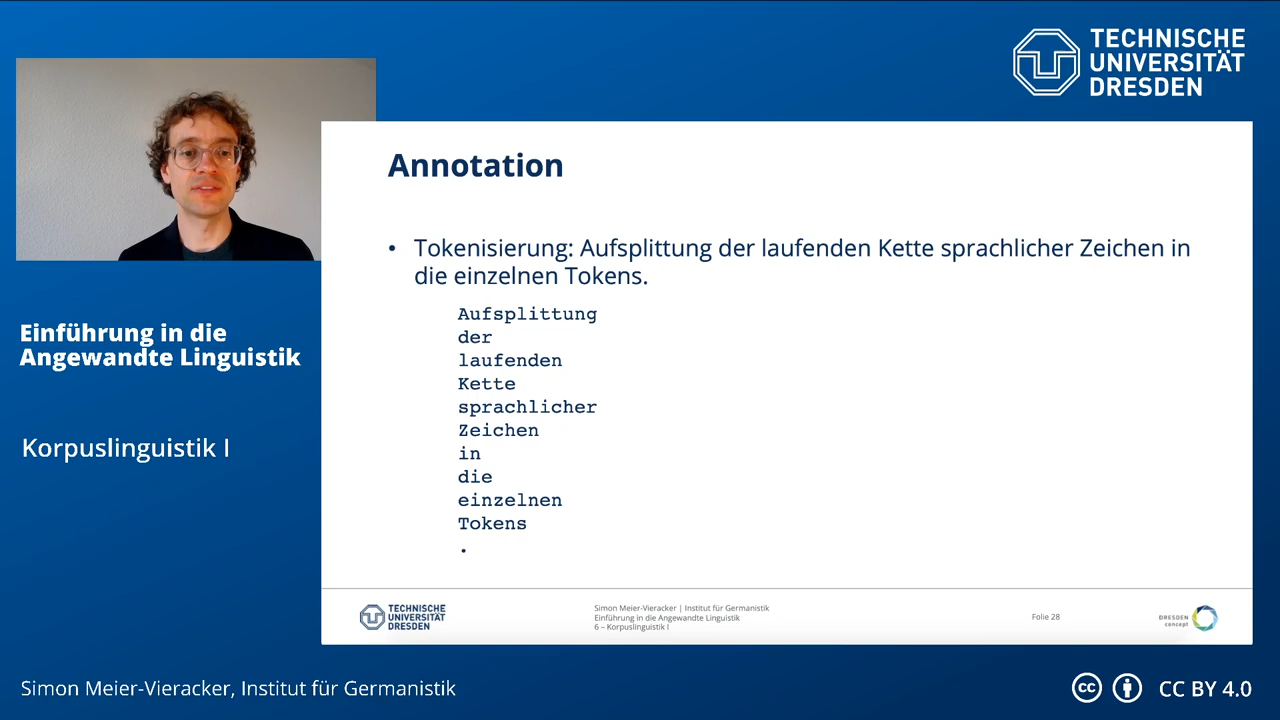 TECHNISCHE
UNIVERSITÄT
DRESDEN
Annotation
• Tokenisierung: Aufsplittung der laufenden Kette sprachlicher Zeichen in
die einzelnen Tokens.
Aufsplittung
der
laufenden
Kette
sprachlicher
Zeichen
in
die
einzelnen
Tokens
.
Einführung in die
Angewandte Linguistik
Korpuslinguistik I
TECHNISCHE
UNIVERSITÄT
DRESDEN
Simon Meier-Vieracker | Institut für Germanistik
Einführung in die Angewandte Linguistik
6 – Korpuslinguistik I
Folie 28
DRESDEN
concept
Simon Meier-Vieracker, Institut für Germanistik
cc CC BY 4.0